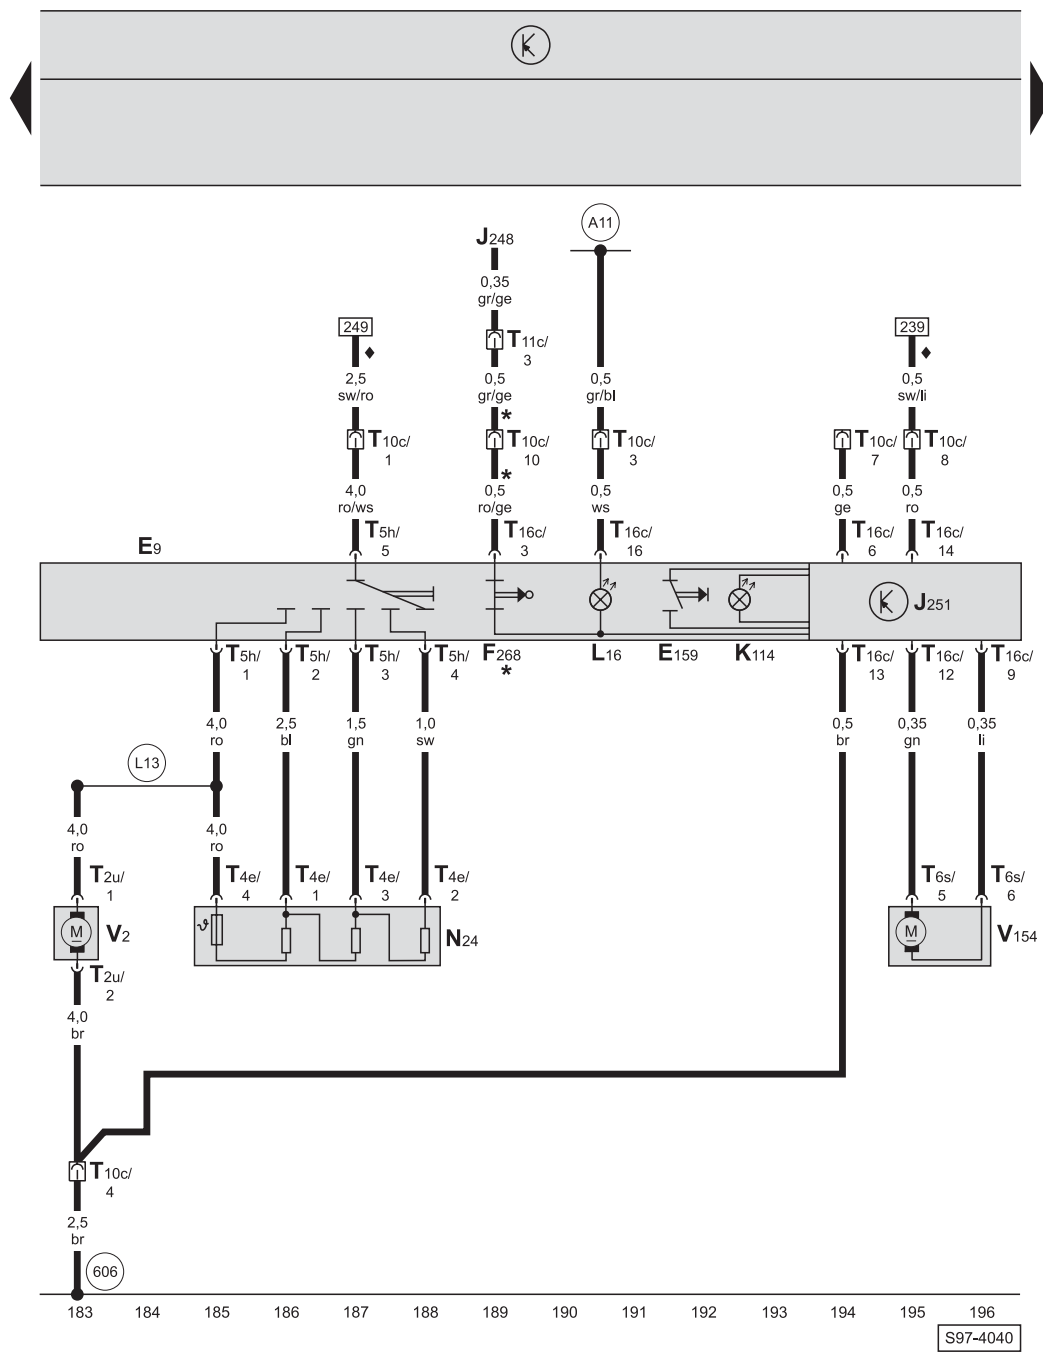 A11
J248
0,35
gr/ge
249
T11c/
3
239
2,5
sw/ro
0,5
gr/ge
*
0,5
gr/bl
0,5
sw/li
T10c/
1
T10c/
10
T10c/
3
T10c/
7
T10c/
8
4,0
ro/ws
*
0,5
ro/ge
0,5
ws
0,5
ge
0,5
ro
E9
T5h/
5
T16c/
3
T16c/
16
T16c/
6
T16c/
14
J251
T5h/
1
T5h/
2
T5h/
3
T5h/
4
F268
*
L16
E159
K114
T16c/
13
T16c/
12
T16c/
9
4,0
ro
2,5
bl
1,5
gn
1,0
sw
0,5
br
0,35
gn
0,35
li
L13
4,0
ro
4,0
ro
T2u/
1
T4e/
4
T4e/
1
T4e/
3
T4e/
2
T6s/
5
T6s/
6
M
V2
ϑ
N24
M
V154
T2u/
2
4,0
br
T10c/
4
2,5
br
606
183 184 185 186 187 188 189 190 191 192 193 194 195 196
S97-4040